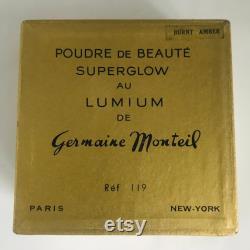 BURNT AMBER
POUDRE DE BEAUTÉ
SUPERGLOW
AU
LUMIUM
DE
Germaine Monteil
Réf 119
PARIS NEW-YORK
etsy